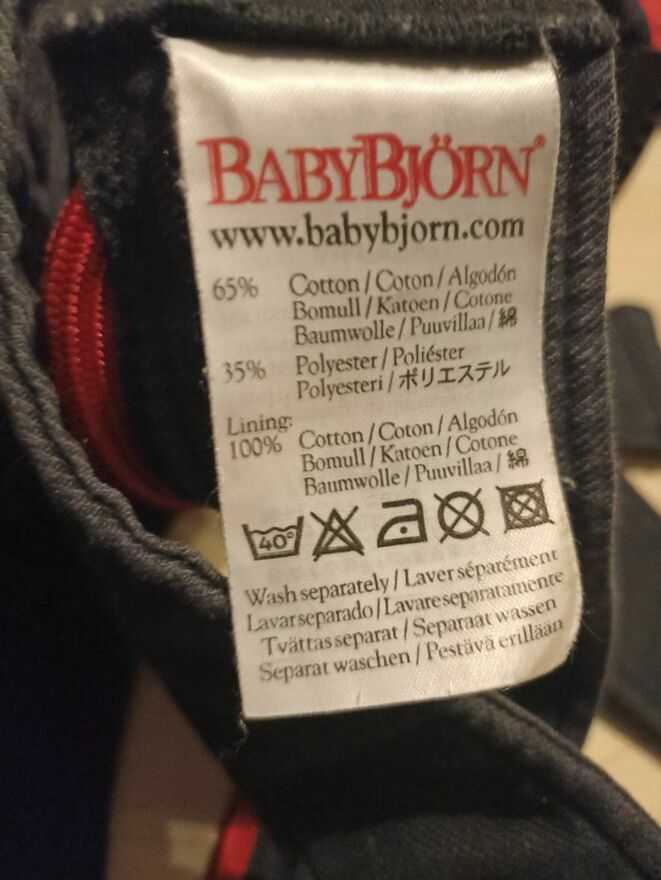 BABYBJÖRN®
www.babybjorn.com
65% Cotton / Coton / Algodón
Bomull / Katoen / Cotone
Baumwolle / Puuvillaa / 綿
35% Polyester / Poliéster
Polyesteri / ポリエステル
Lining:
100% Cotton / Coton / Algodón
Bomull / Katoen / Cotone
Baumwolle / Puuvillaa / 綿
40°
Wash separately / Laver séparément
Lavar separado / Lavare separatamente
Tvättas separat / Separaat wassen
Separat waschen / Pestävä erillään